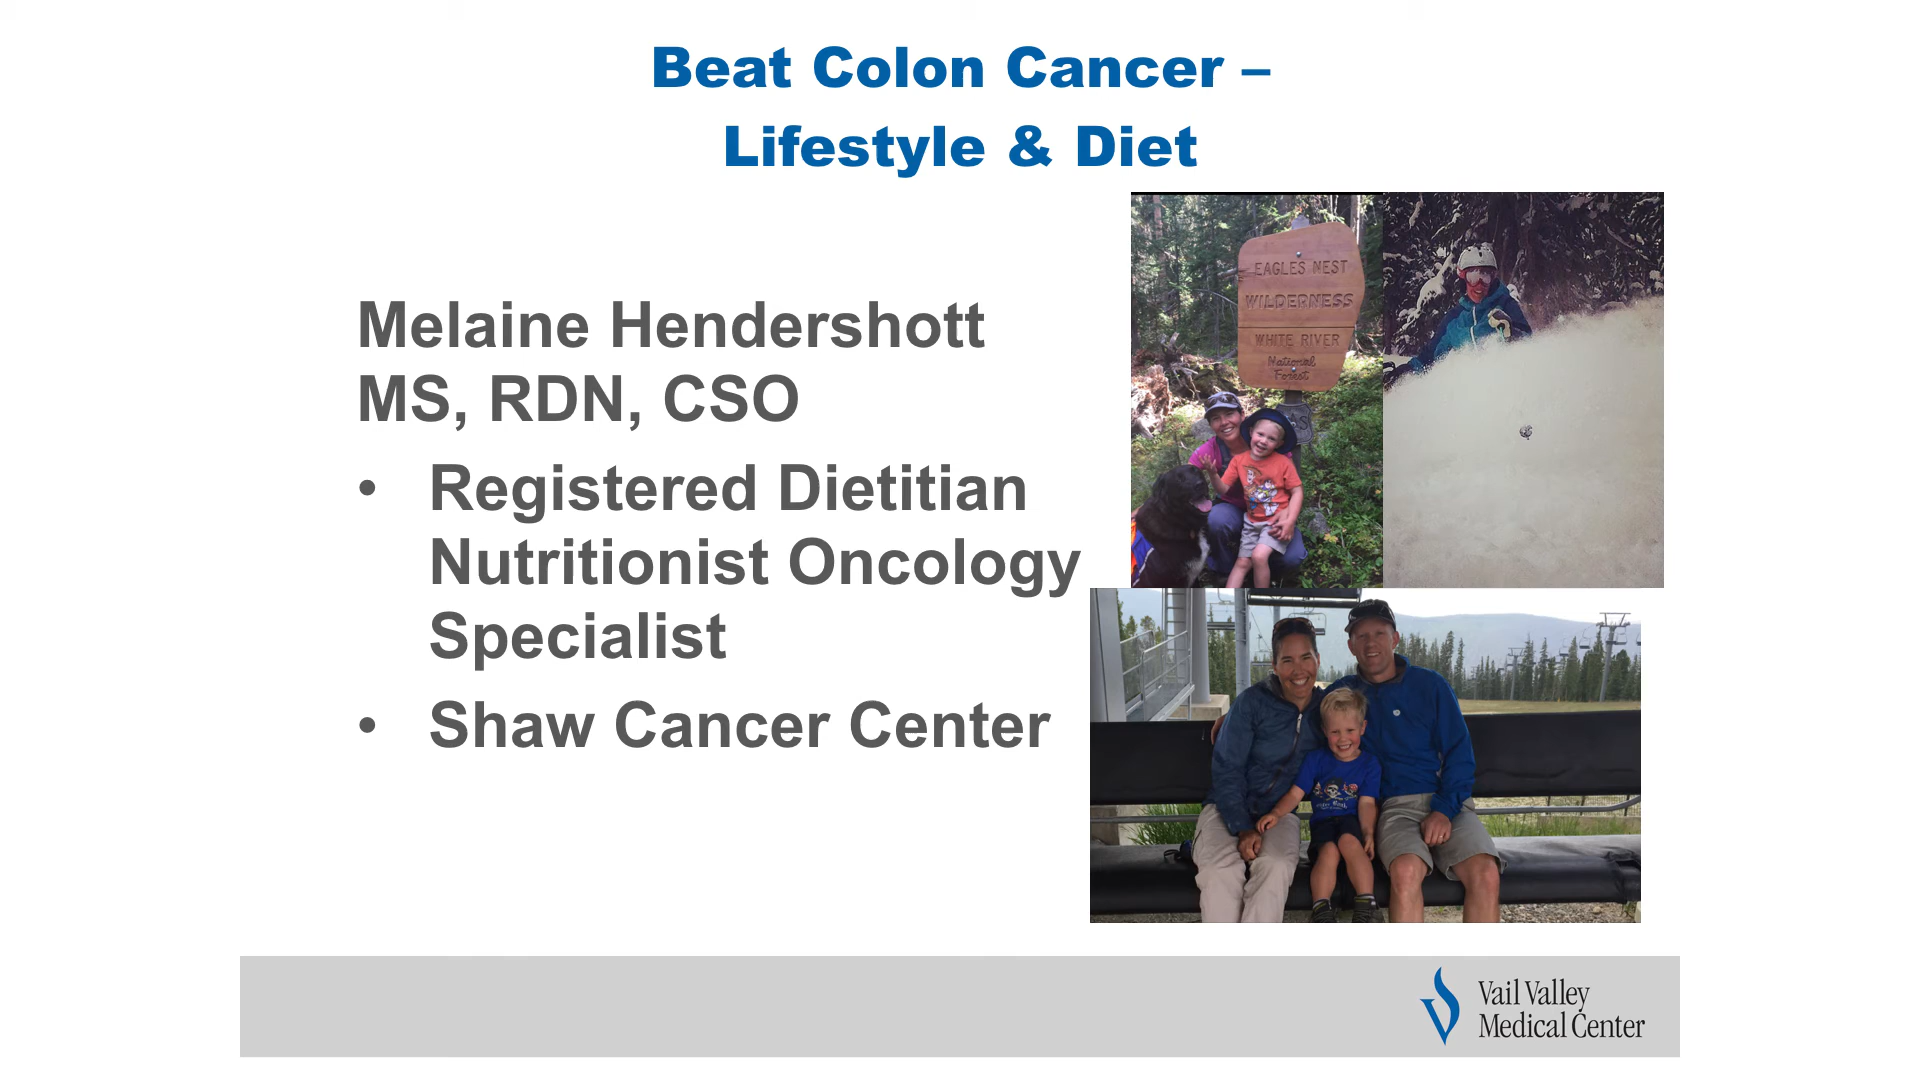 Beat Colon Cancer –
Lifestyle & Diet
Melaine Hendershott
MS, RDN, CSO
• Registered Dietitian
Nutritionist Oncology
Specialist
• Shaw Cancer Center
EAGLES NEST
WILDERNESS
WHITE RIVER
National
Forest
Vail Valley
Medical Center